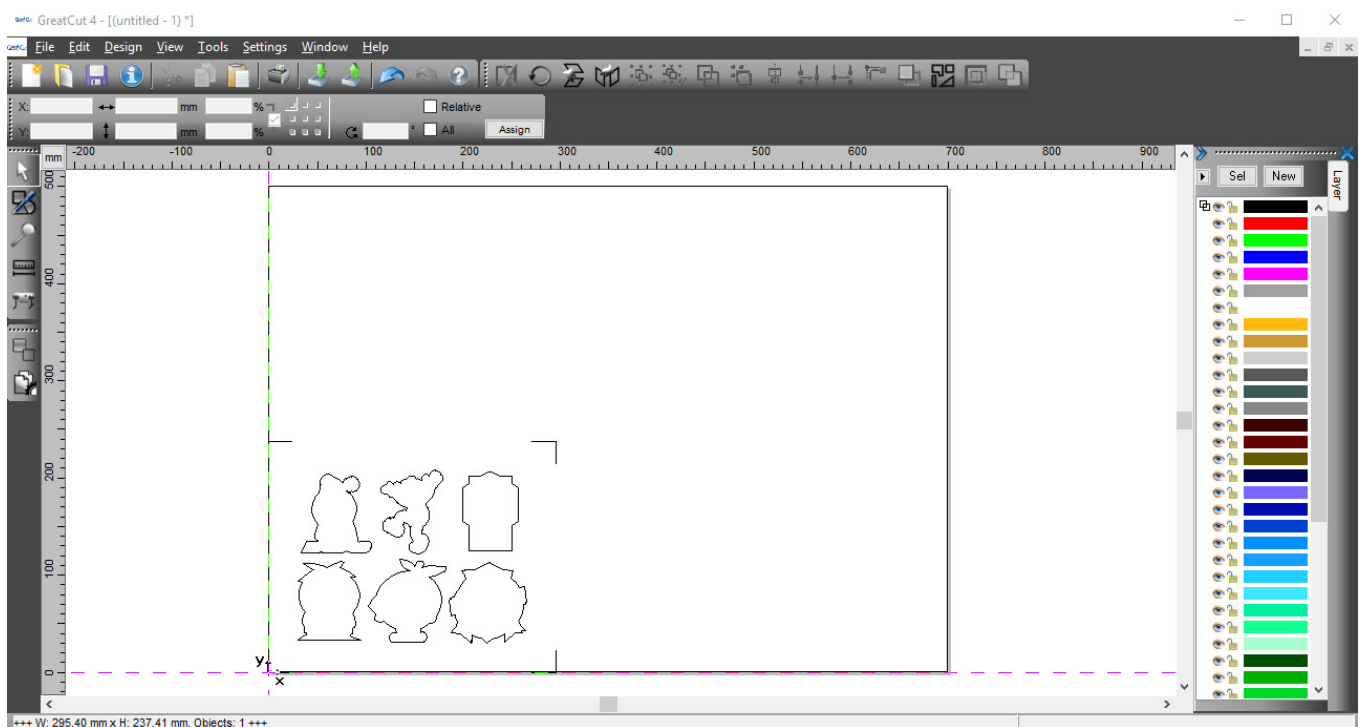 GreatCut 4 - [(untitled - 1) *]
File Edit Design View Tools Settings Window Help
X: mm % Relative
Y: mm % ° All Assign
mm -200 -100 0 100 200 300 400 500 600 700 800 900
Sel New
Layer
500
400
300
200
100
0
y
x
+++ W: 295.40 mm x H: 237.41 mm, Objects: 1 +++